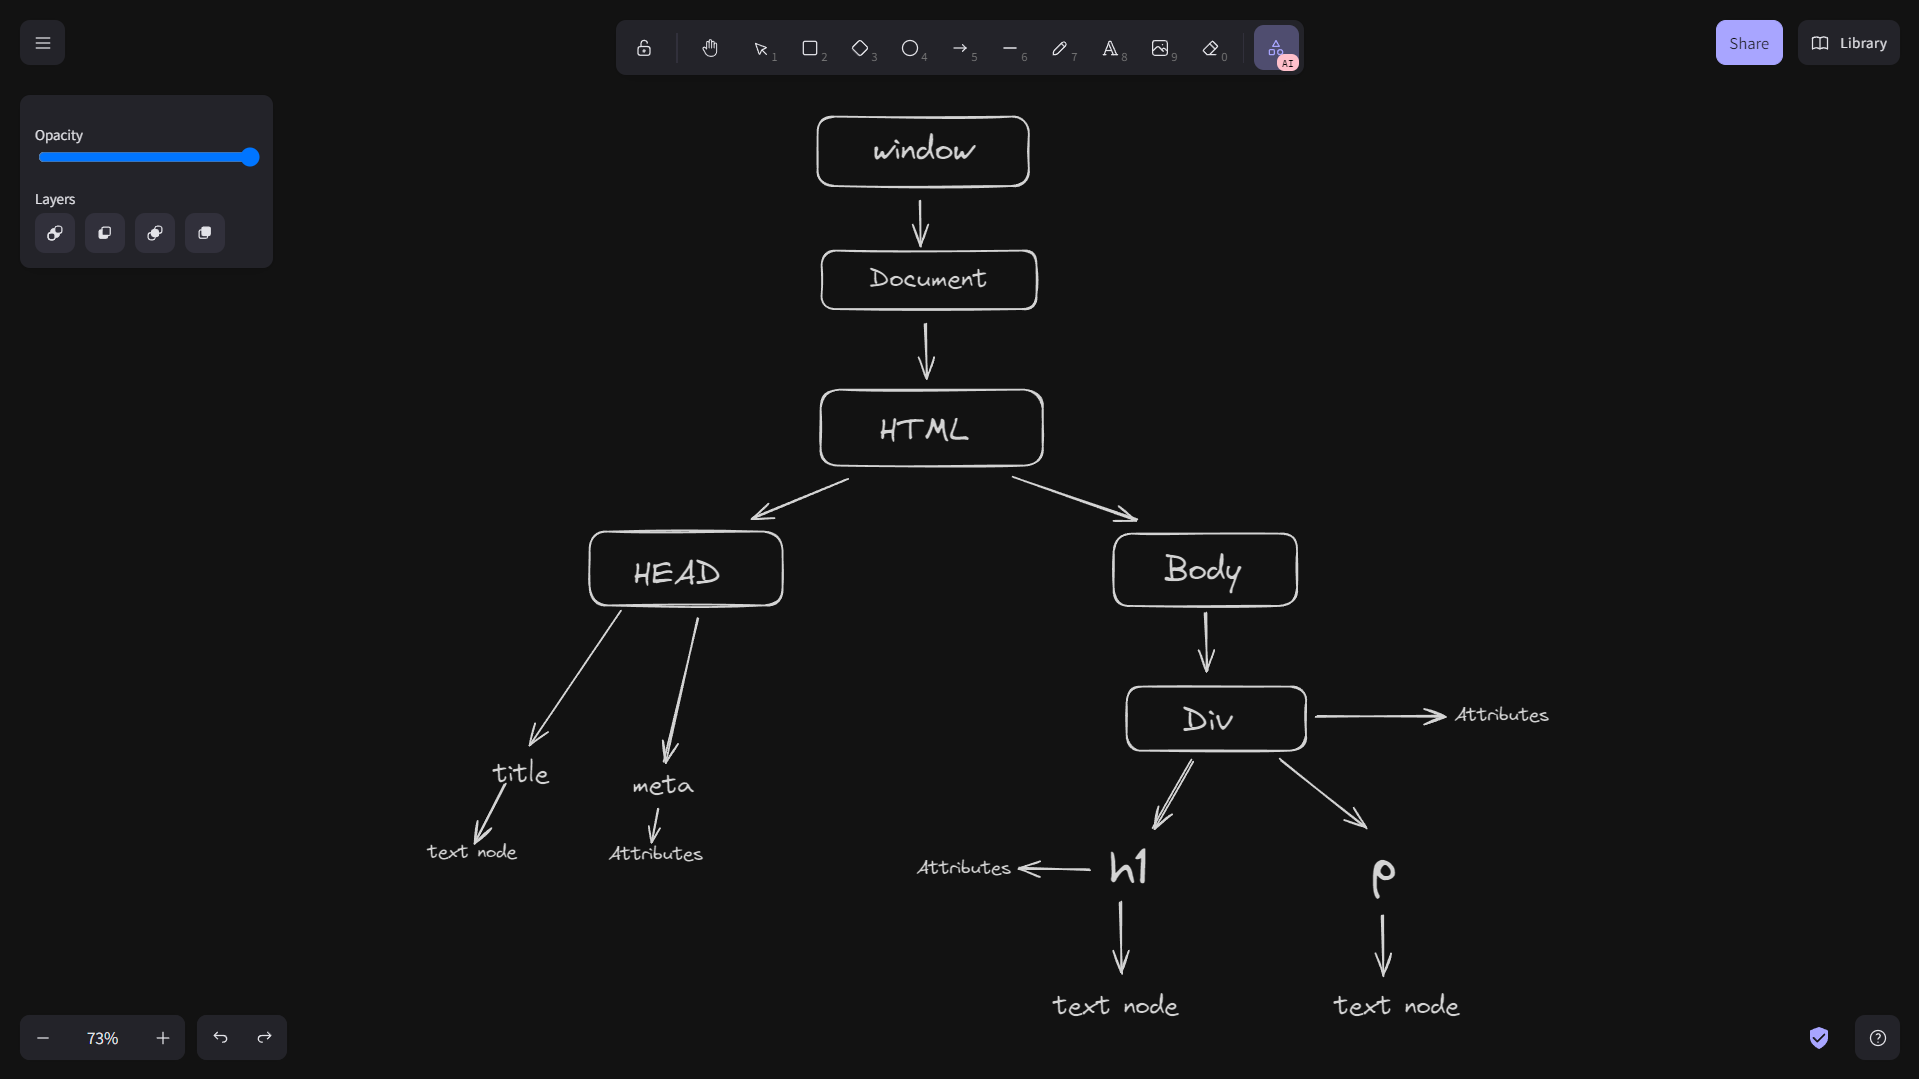 1
2
3
4
5
6
7
8
9
0
AI
Share
Library
Opacity
Layers
window
Document
HTML
HEAD
Body
Div
Attributes
title
meta
text node
Attributes
Attributes
h1
p
text node
text node
73%